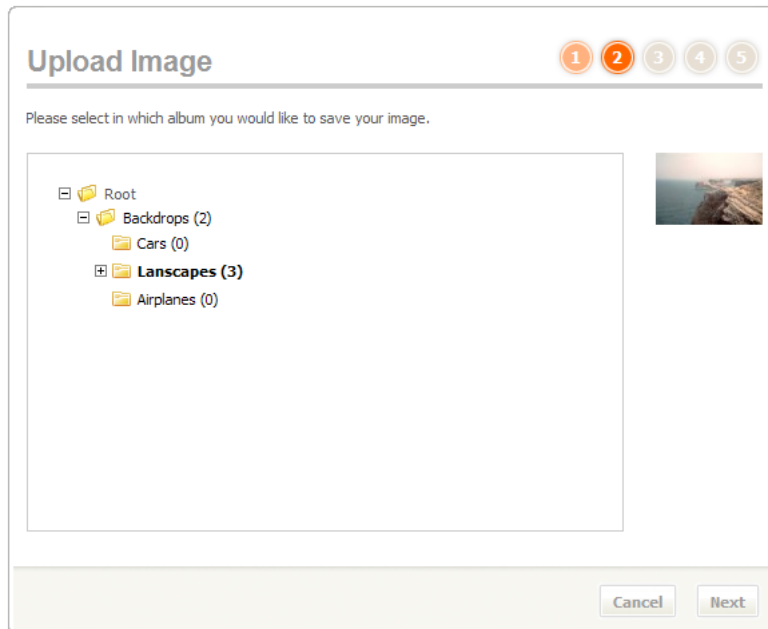 Upload Image
1 2 3 4 5
Please select in which album you would like to save your image.
Root
Backdrops (2)
Cars (0)
Lanscapes (3)
Airplanes (0)
Cancel Next